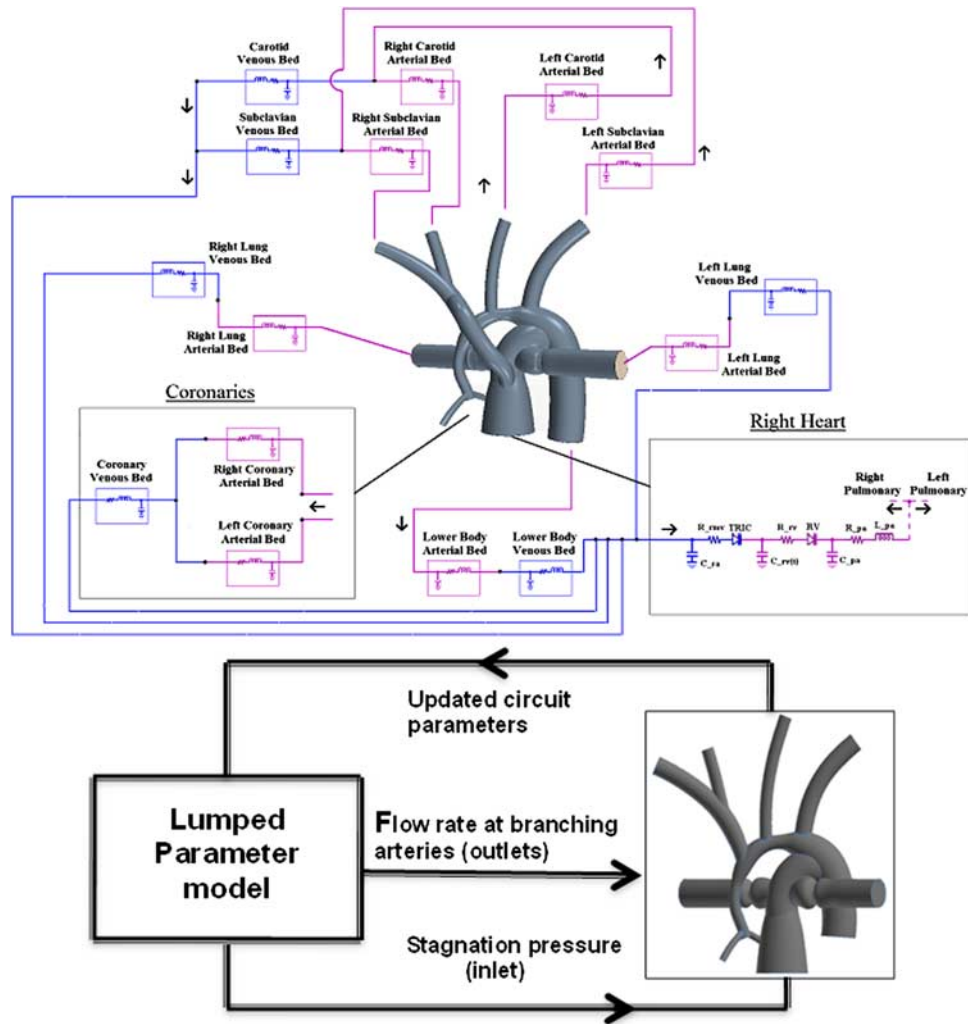 Carotid
Venous Bed
Right Carotid
Arterial Bed
Left Carotid
Arterial Bed
Subclavian
Venous Bed
Right Subclavian
Arterial Bed
Left Subclavian
Arterial Bed
Right Lung
Venous Bed
Left Lung
Venous Bed
Right Lung
Arterial Bed
Left Lung
Arterial Bed
Coronaries
Coronary
Venous Bed
Right Coronary
Arterial Bed
Left Coronary
Arterial Bed
Lower Body
Arterial Bed
Lower Body
Venous Bed
Right Heart
Right
Pulmonary
Left
Pulmonary
TRIC
R_rv
RV
R_pa
L_pa
C_ra
C_rv(t)
C_pa
Updated circuit
parameters
Lumped
Parameter
model
Flow rate at branching
arteries (outlets)
Stagnation pressure
(inlet)